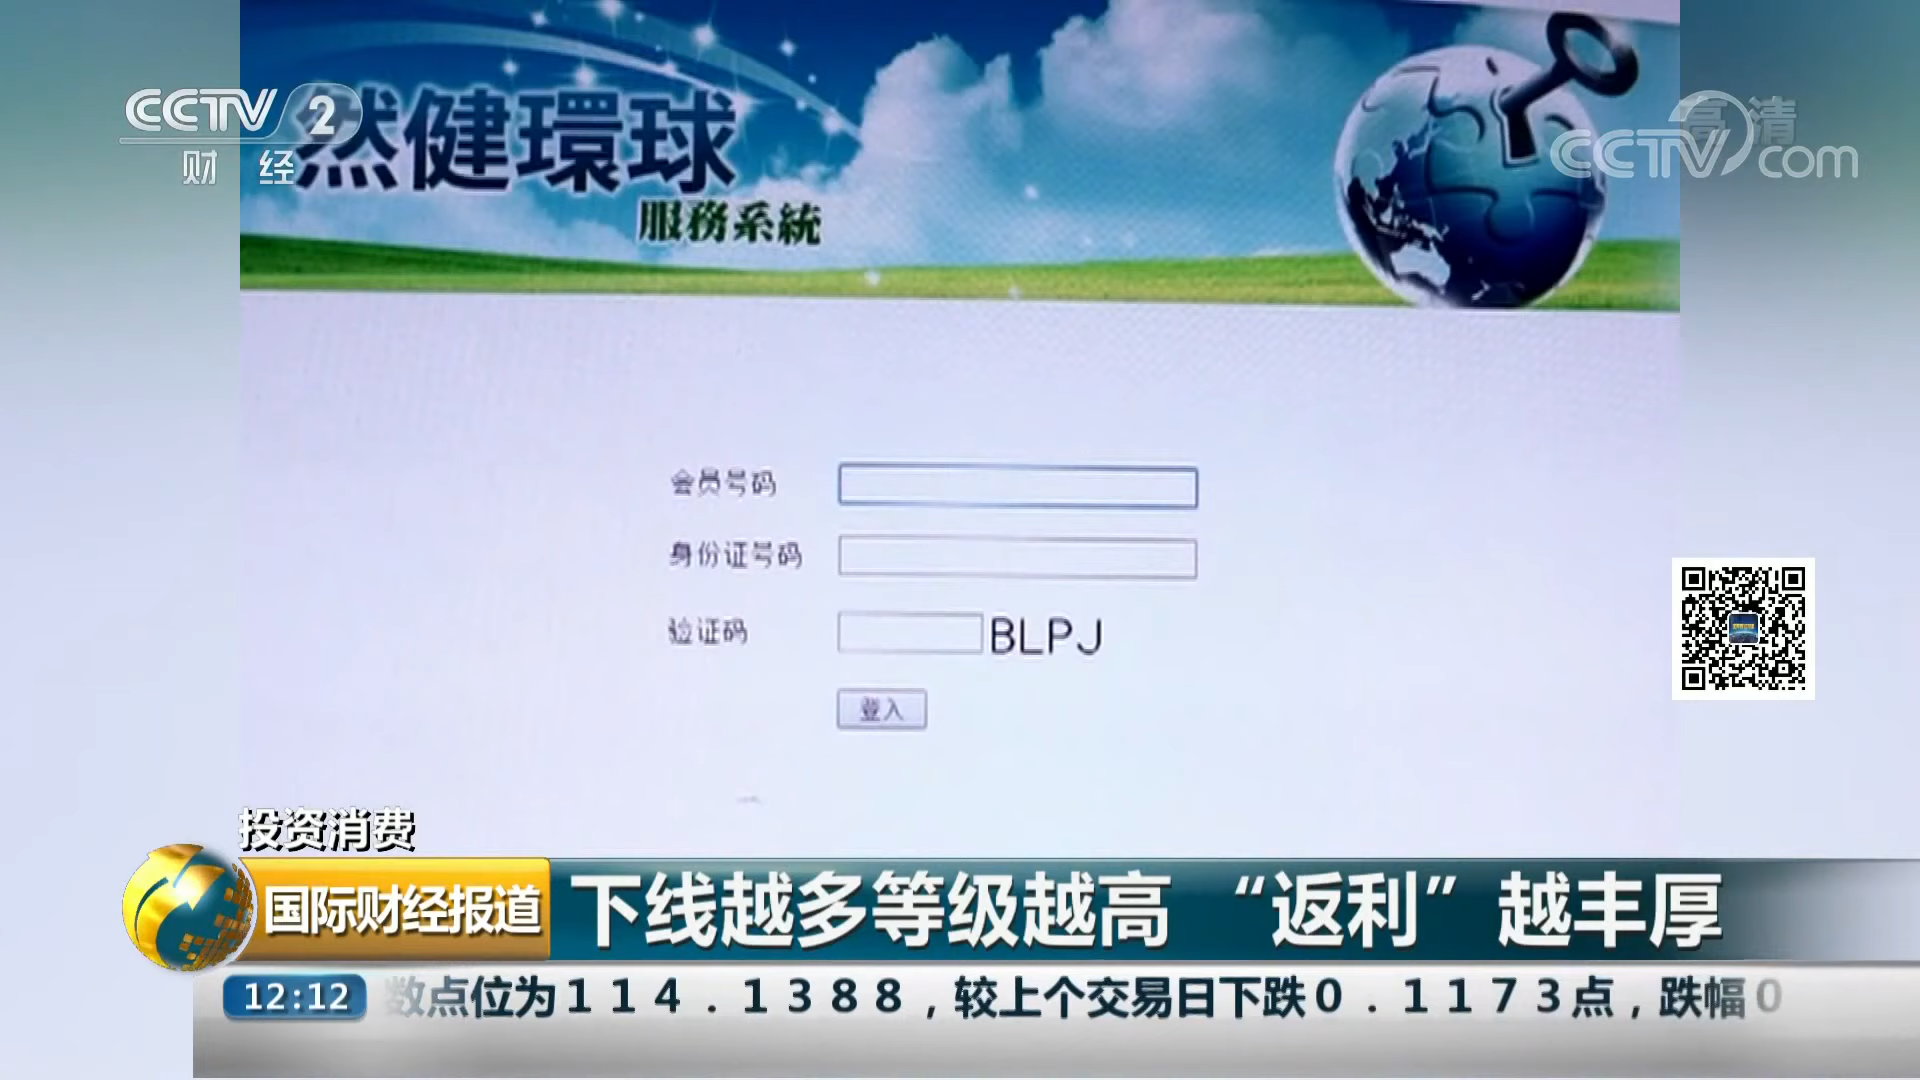 CCTV 2
财 经
高清
CCTV.com
然健環球
服務系統
会员号码
身份证号码
验证码
BLPJ
登入
投资消费
国际财经报道
下线越多等级越高 “返利”越丰厚
12:12
数点位为114.1388，较上个交易日下跌0.1173点，跌幅0